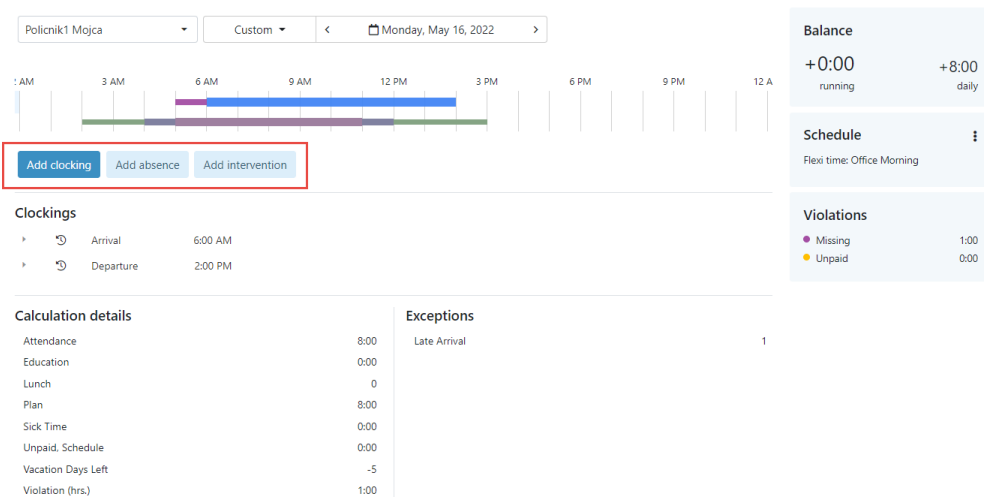 Policnik1 Mojca
Custom
Monday, May 16, 2022
: AM 3 AM 6 AM 9 AM 12 PM 3 PM 6 PM 9 PM 12 A
Add clocking Add absence Add intervention
Clockings
Arrival 6:00 AM
Departure 2:00 PM
Calculation details
Attendance 8:00
Education 0:00
Lunch 0
Plan 8:00
Sick Time 0:00
Unpaid, Schedule 0:00
Vacation Days Left -5
Violation (hrs.) 1:00
Exceptions
Late Arrival 1
Balance
+0:00 +8:00
running daily
Schedule
Flexi time: Office Morning
Violations
Missing 1:00
Unpaid 0:00